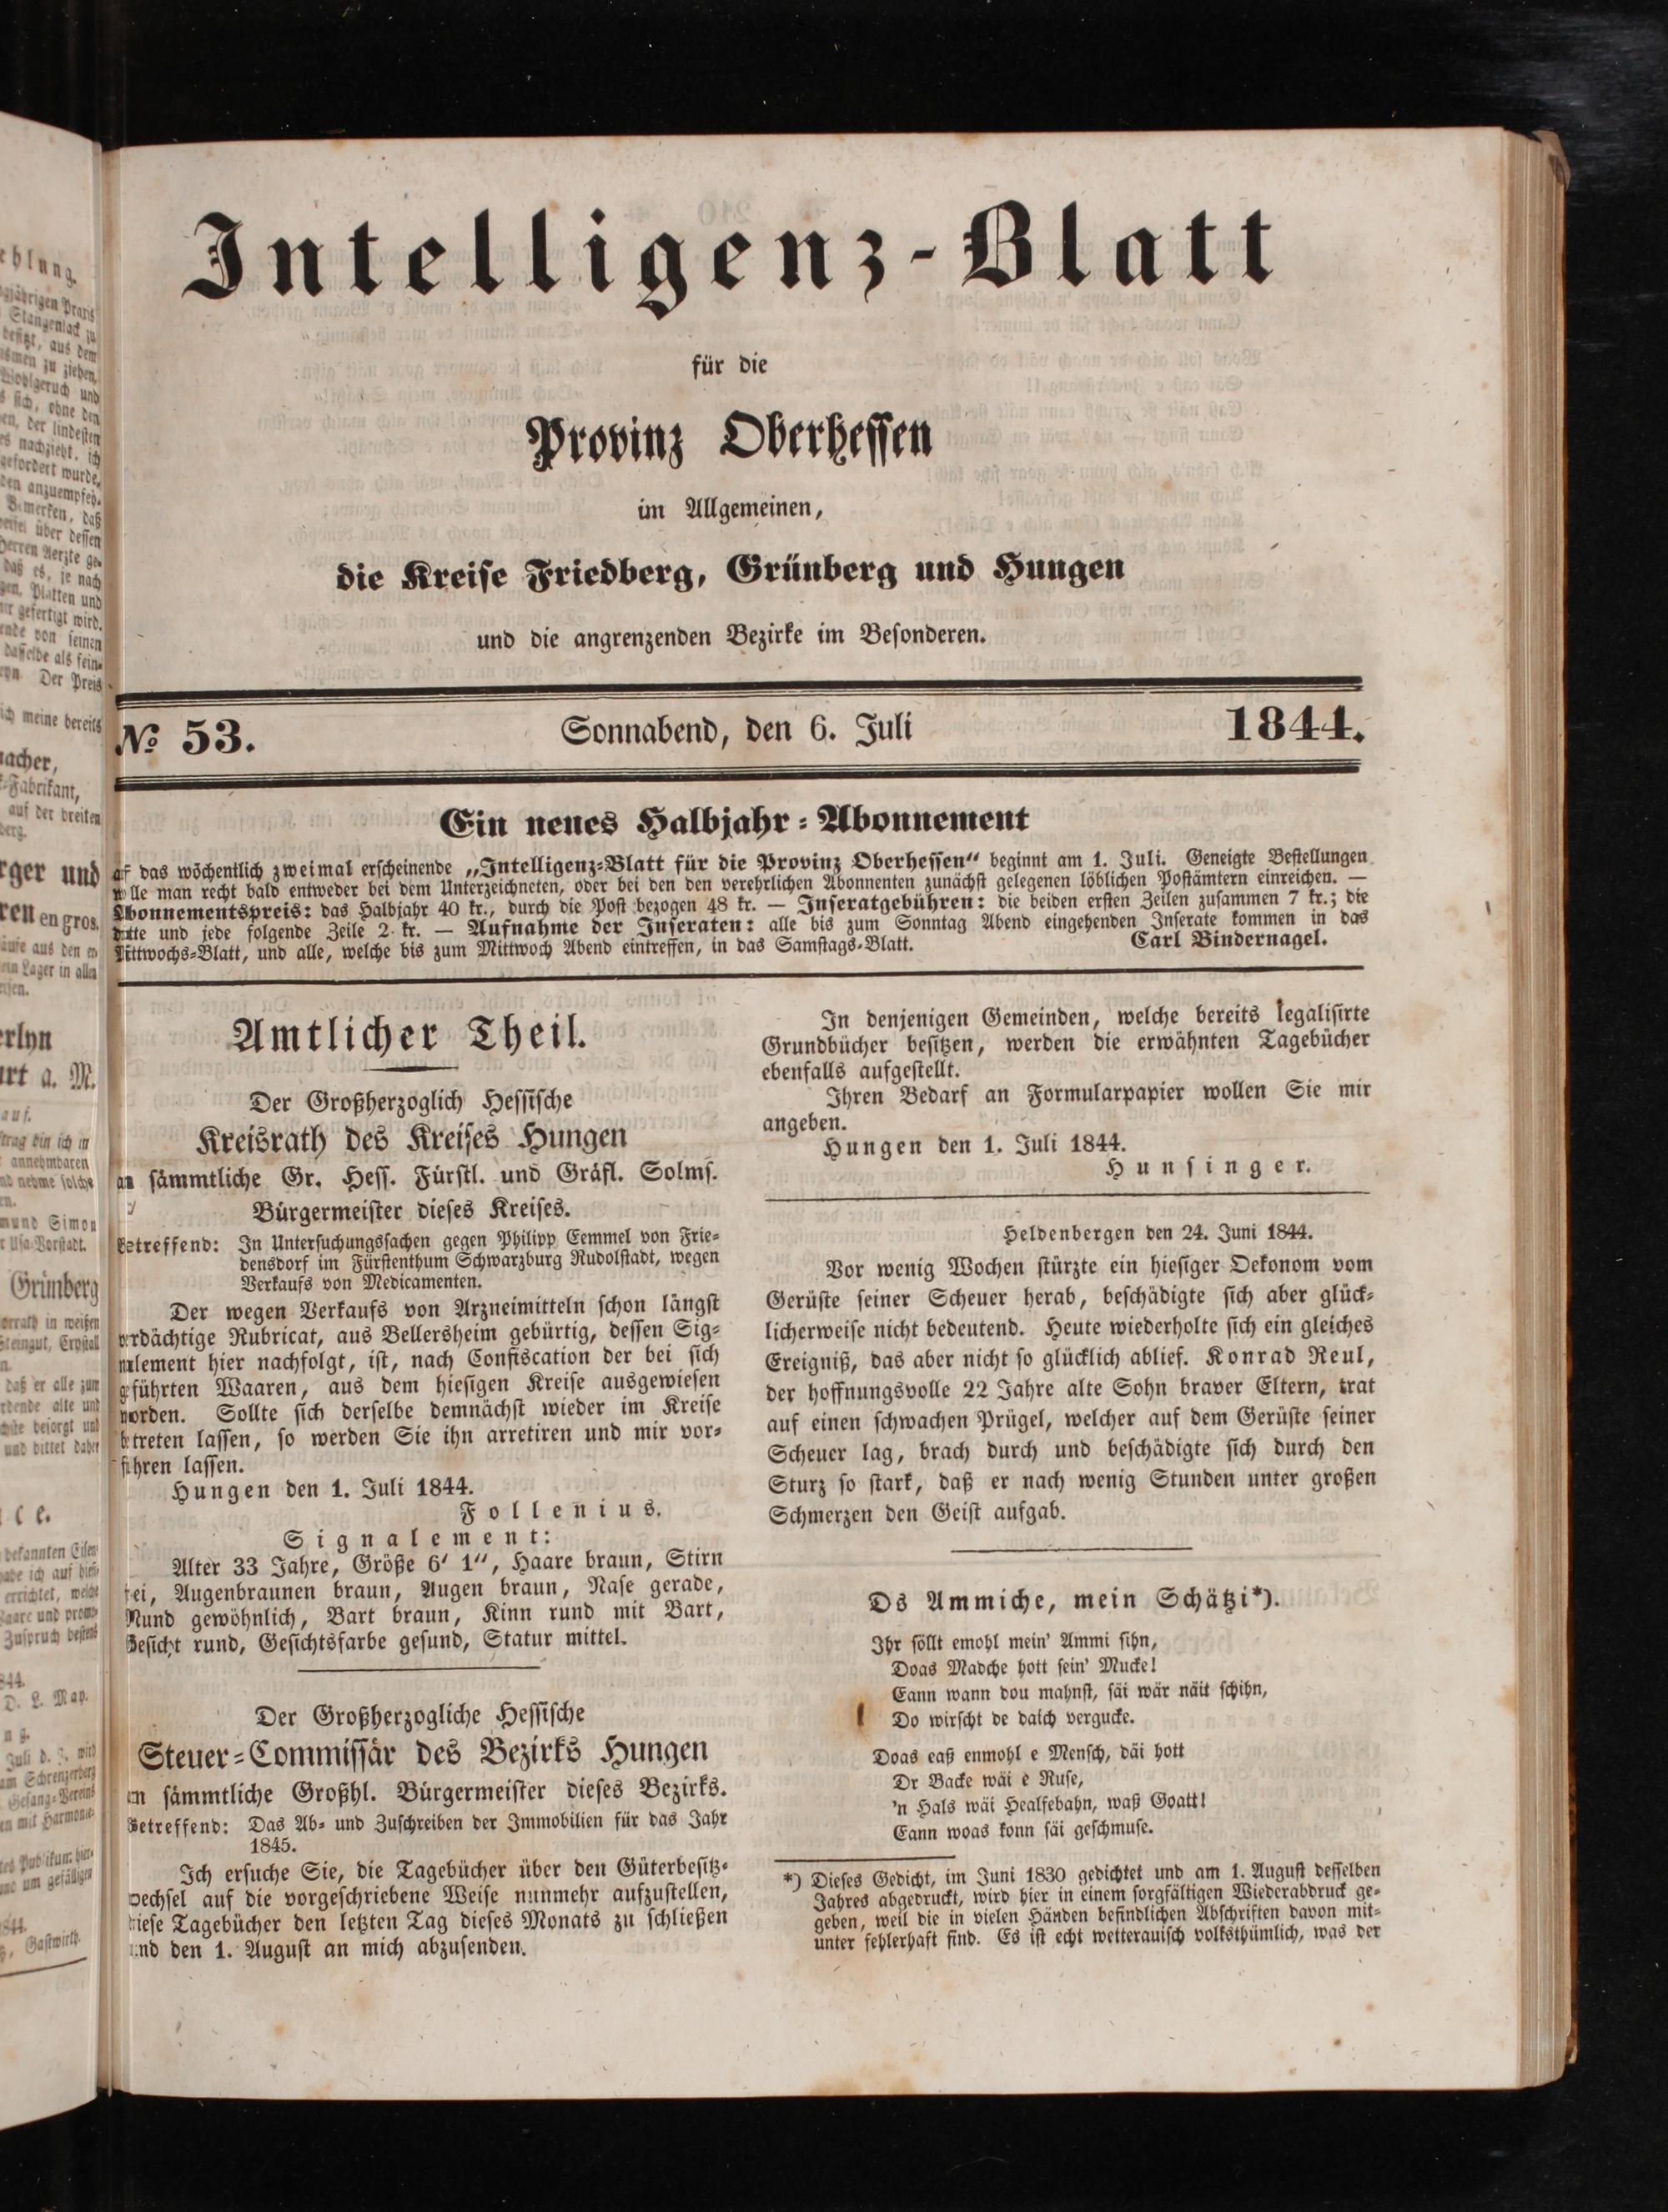 Intelligenz-Blatt
für die
Provinz Oberhessen
im Allgemeinen,
die Kreise Friedberg, Grünberg und Hungen
und die angrenzenden Bezirke im Besonderen.
№ 53. Sonnabend, den 6. Juli 1844.
Ein neues Halbjahr-Abonnement
auf das wöchentlich zweimal erscheinende „Intelligenz-Blatt für die Provinz Oberhessen“ beginnt am 1. Juli. Geneigte Bestellungen
wolle man recht bald entweder bei dem Unterzeichneten, oder bei den den verehrlichen Abonnenten zunächst gelegenen löblichen Postämtern einreichen. —
Abonnementspreis: das Halbjahr 40 kr., durch die Post bezogen 48 kr. — Inseratgebühren: die beiden ersten Zeilen zusammen 7 kr.; die
dritte und jede folgende Zeile 2 kr. — Aufnahme der Inseraten: alle bis zum Sonntag Abend eingehenden Inserate kommen in das
Mittwochs-Blatt, und alle, welche bis zum Mittwoch Abend eintreffen, in das Samstags-Blatt. Carl Bindernagel.
Amtlicher Theil.
Der Großherzoglich Hessische
Kreisrath des Kreises Hungen
an sämmtliche Gr. Hess. Fürstl. und Gräfl. Solms.
Bürgermeister dieses Kreises.
Betreffend: In Untersuchungssachen gegen Philipp Semmel von Frie-
densdorf im Fürstenthum Schwarzburg Rudolstadt, wegen
Verkaufs von Medicamenten.
Der wegen Verkaufs von Arzneimitteln schon längst
verdächtige Rubricat, aus Bellersheim gebürtig, dessen Sig-
nalement hier nachfolgt, ist, nach Confiscation der bei sich
geführten Waaren, aus dem hiesigen Kreise ausgewiesen
worden. Sollte sich derselbe demnächst wieder im Kreise
betreten lassen, so werden Sie ihn arretiren und mir vor-
führen lassen.
Hungen den 1. Juli 1844.
Follenius.
Signalement:
Alter 33 Jahre, Größe 6' 1", Haare braun, Stirn
frei, Augenbraunen braun, Augen braun, Nase gerade,
Mund gewöhnlich, Bart braun, Kinn rund mit Bart,
Gesicht rund, Gesichtsfarbe gesund, Statur mittel.
Der Großherzogliche Hessische
Steuer-Commissär des Bezirks Hungen
an sämmtliche Großhl. Bürgermeister dieses Bezirks.
Betreffend: Das Ab- und Zuschreiben der Immobilien für das Jahr
1845.
Ich ersuche Sie, die Tagebücher über den Güterbesitz-
wechsel auf die vorgeschriebene Weise nunmehr aufzustellen,
diese Tagebücher den letzten Tag dieses Monats zu schließen
und den 1. August an mich abzusenden.
In denjenigen Gemeinden, welche bereits legalisirte
Grundbücher besitzen, werden die erwähnten Tagebücher
ebenfalls aufgestellt.
Ihren Bedarf an Formularpapier wollen Sie mir
angeben.
Hungen den 1. Juli 1844.
Hunsinger.
Heldenbergen den 24. Juni 1844.
Vor wenig Wochen stürzte ein hiesiger Oekonom vom
Gerüste seiner Scheuer herab, beschädigte sich aber glück-
licherweise nicht bedeutend. Heute wiederholte sich ein gleiches
Ereigniß, das aber nicht so glücklich ablief. Konrad Reul,
der hoffnungsvolle 22 Jahre alte Sohn braver Eltern, trat
auf einen schwachen Prügel, welcher auf dem Gerüste seiner
Scheuer lag, brach durch und beschädigte sich durch den
Sturz so stark, daß er nach wenig Stunden unter großen
Schmerzen den Geist aufgab.
Ds Ammiche, mein Schätzi*).
Ihr söllt emohl mein' Ammi sihn,
Doas Madche hott sein' Mucke!
Eann wann dou mahnst, säi wär näit schihn,
Do wirscht de daich vergucke.
Doas eaß enmohl e Mensch, däi hott
Dr Backe wäi e Ruse,
'n Hals wäi Healfebahn, waß Goatt!
Eann woas konn säi geschmuse.
*) Dieses Gedicht, im Juni 1830 gedichtet und am 1. August desselben
Jahres abgedruckt, wird hier in einem sorgfältigen Wiederabdruck ge-
geben, weil die in vielen Händen befindlichen Abschriften davon mit-
unter fehlerhaft sind. Es ist echt wetterauisch volksthümlich, was der